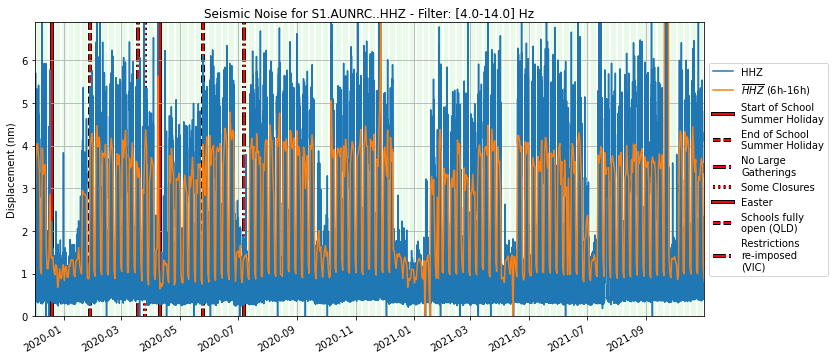 Seismic Noise for S1.AUNRC..HHZ - Filter: [4.0-14.0] Hz
Displacement (nm)
6
5
4
3
2
1
0
2020-01
2020-03
2020-05
2020-07
2020-09
2020-11
2021-01
2021-03
2021-05
2021-07
2021-09
HHZ
HHZ (6h-16h)
Start of School
Summer Holiday
End of School
Summer Holiday
No Large
Gatherings
Some Closures
Easter
Schools fully
open (QLD)
Restrictions
re-imposed
(VIC)